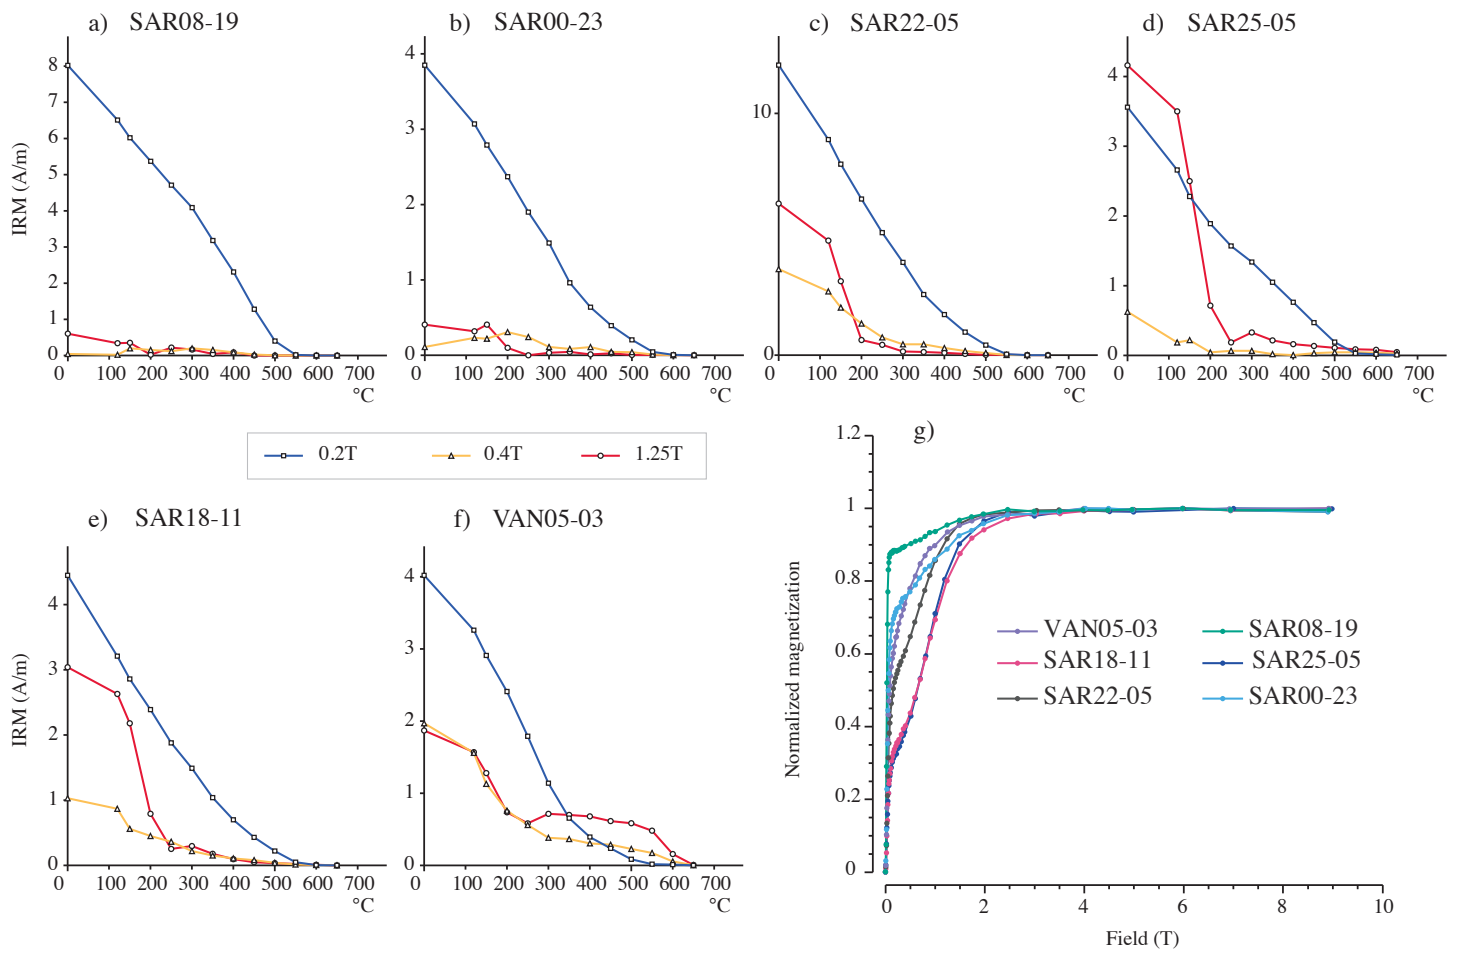 a) SAR08-19
b) SAR00-23
c) SAR22-05
d) SAR25-05
IRM (A/m)
8
7
6
5
4
3
2
1
0
0 100 200 300 400 500 600 700
°C
4
3
2
1
0
0 100 200 300 400 500 600 700
°C
10
0
0 100 200 300 400 500 600 700
°C
4
3
2
1
0
0 100 200 300 400 500 600 700
°C
0.2T 0.4T 1.25T
e) SAR18-11
f) VAN05-03
g)
IRM (A/m)
4
3
2
1
0
0 100 200 300 400 500 600 700
°C
4
3
2
1
0
0 100 200 300 400 500 600 700
°C
Normalized magnetization
1.2
1
0.8
0.6
0.4
0.2
0
VAN05-03 SAR08-19
SAR18-11 SAR25-05
SAR22-05 SAR00-23
0 2 4 6 8 10
Field (T)